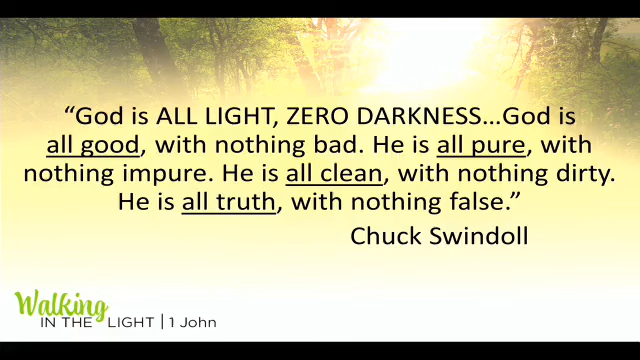 “God is ALL LIGHT, ZERO DARKNESS...God is
all good, with nothing bad. He is all pure, with
nothing impure. He is all clean, with nothing dirty.
He is all truth, with nothing false.”
Chuck Swindoll
Walking
IN THE LIGHT | 1 John